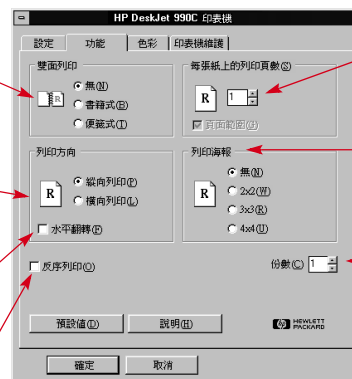 HP DeskJet 990C 印表機
設定 功能 色彩 印表機維護
雙面列印
R
無(N)
書籍式(B)
便箋式(T)
每張紙上的列印頁數(S)
R 1
頁面範圍(G)
列印方向
R
縱向列印(P)
橫向列印(L)
水平翻轉(F)
列印海報
R
無(N)
2x2(W)
3x3(R)
4x4(U)
反序列印(O)
份數(C) 1
預設值(D) 說明(H)
hp HEWLETT
PACKARD
確定 取消